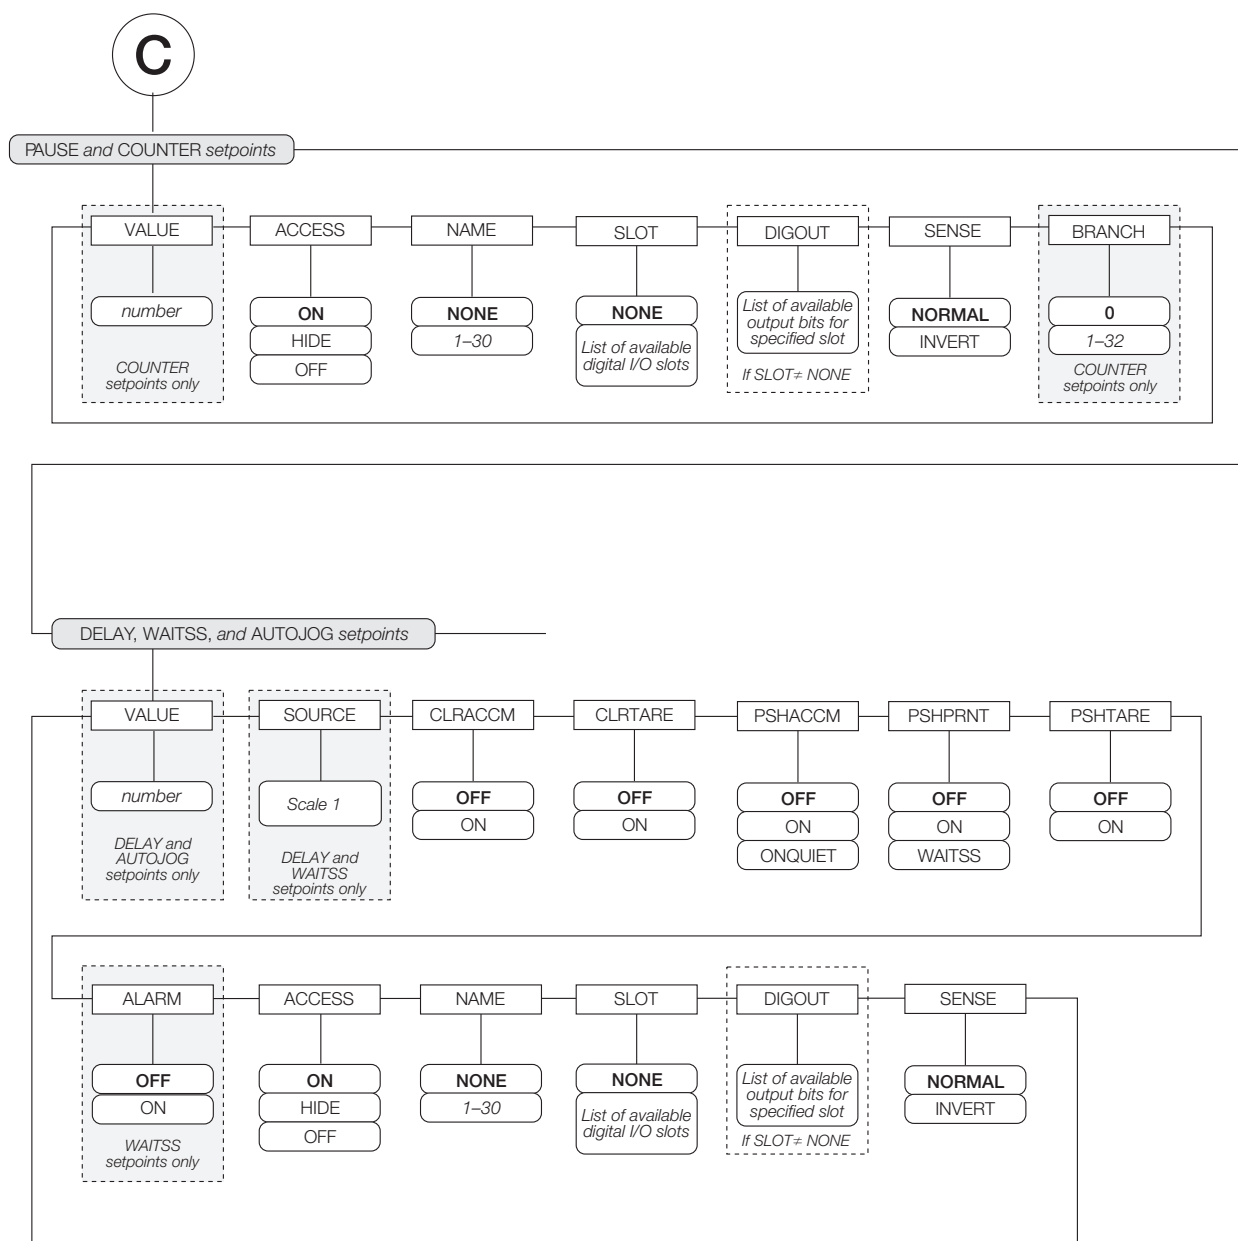 C
PAUSE and COUNTER setpoints
VALUE
ACCESS
NAME
SLOT
DIGOUT
SENSE
BRANCH
number
COUNTER
setpoints only
ON
HIDE
OFF
NONE
1–30
NONE
List of available
digital I/O slots
List of available
output bits for
specified slot
If SLOT≠ NONE
NORMAL
INVERT
0
1–32
COUNTER
setpoints only
DELAY, WAITSS, and AUTOJOG setpoints
VALUE
SOURCE
CLRACCM
CLRTARE
PSHACCM
PSHPRNT
PSHTARE
number
DELAY and
AUTOJOG
setpoints only
Scale 1
DELAY and
WAITSS
setpoints only
OFF
ON
OFF
ON
OFF
ON
ONQUIET
OFF
ON
WAITSS
OFF
ON
ALARM
ACCESS
NAME
SLOT
DIGOUT
SENSE
OFF
ON
WAITSS
setpoints only
ON
HIDE
OFF
NONE
1–30
NONE
List of available
digital I/O slots
List of available
output bits for
specified slot
If SLOT≠ NONE
NORMAL
INVERT